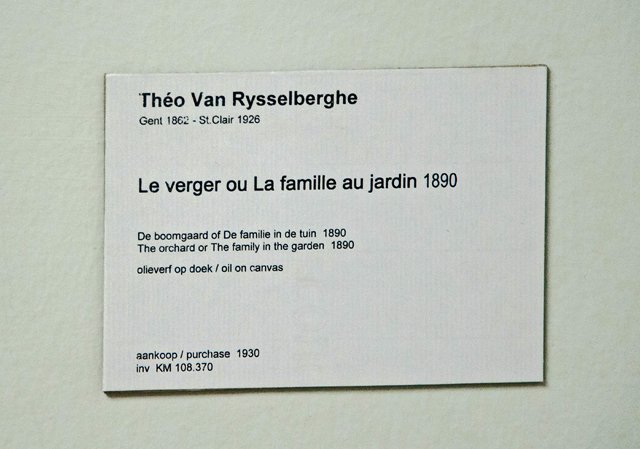 Théo Van Rysselberghe
Gent 1862 - St.Clair 1926
Le verger ou La famille au jardin 1890
De boomgaard of De familie in de tuin 1890
The orchard or The family in the garden 1890
olieverf op doek / oil on canvas
aankoop / purchase 1930
inv KM 108.370